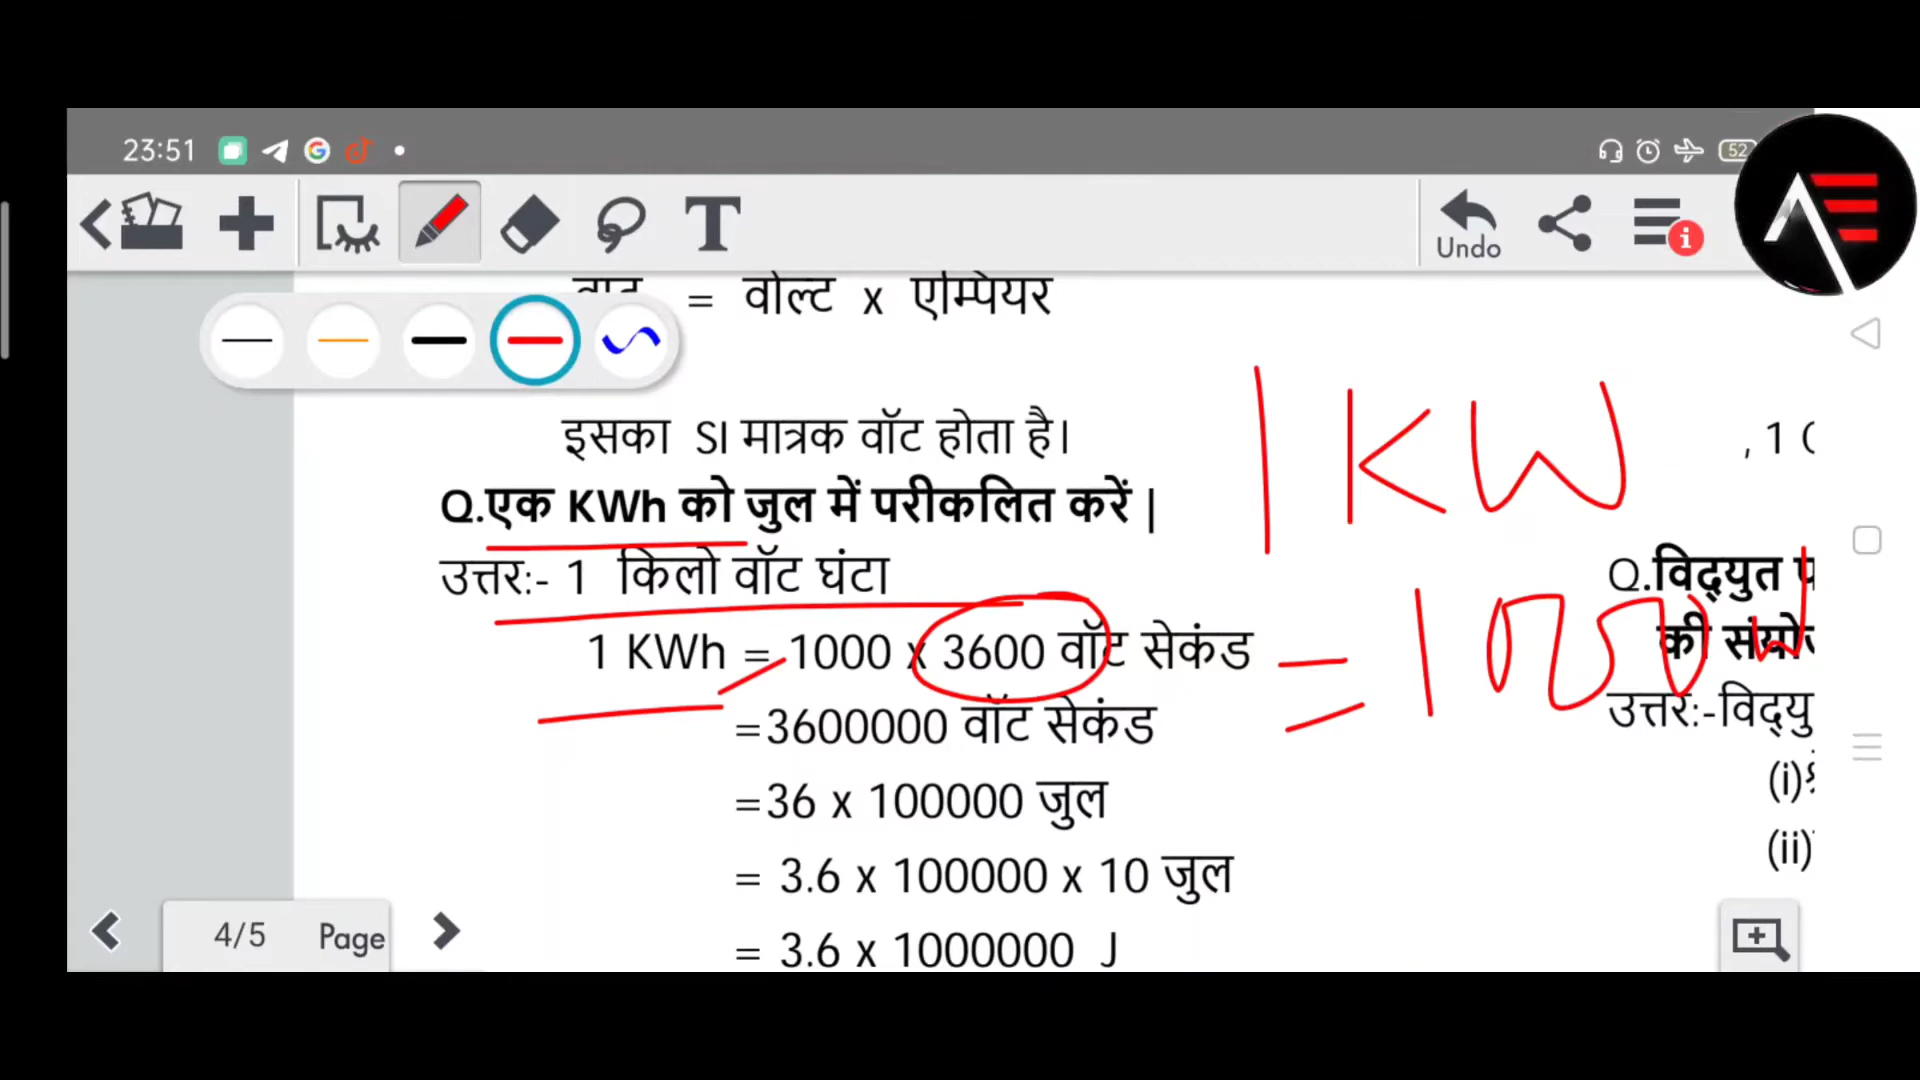 23:51
52
Undo
= वोल्ट x एम्पियर
इसका SI मात्रक वॉट होता है।
, 1
Q.एक KWh को जुल में परीकलित करें |
1 KW
उत्तर:- 1 किलो वॉट घंटा
Q.विद्युत
1 KWh = 1000 x 3600 वॉट सेकंड
= 1000 W
की
=3600000 वॉट सेकंड
उत्तर:-विद्यु
=36 x 100000 जुल
(i)
= 3.6 x 100000 x 10 जुल
(ii)
= 3.6 x 1000000 J
4/5 Page